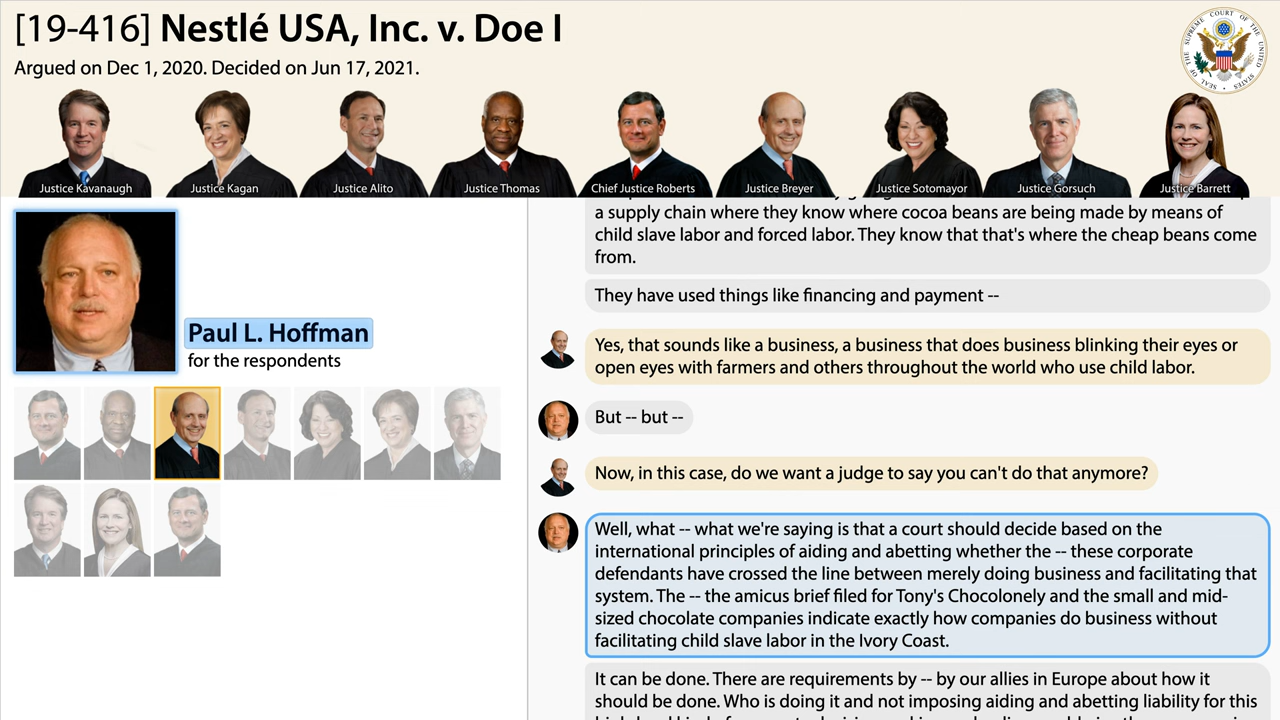 [19-416] Nestlé USA, Inc. v. Doe I
Argued on Dec 1, 2020. Decided on Jun 17, 2021.
SUPREME COURT OF THE UNITED STATES
SEAL OF THE
Justice Kavanaugh
Justice Kagan
Justice Alito
Justice Thomas
Chief Justice Roberts
Justice Breyer
Justice Sotomayor
Justice Gorsuch
Justice Barrett
Paul L. Hoffman
for the respondents
a supply chain where they know where cocoa beans are being made by means of
child slave labor and forced labor. They know that that's where the cheap beans come
from.
They have used things like financing and payment --
Yes, that sounds like a business, a business that does business blinking their eyes or
open eyes with farmers and others throughout the world who use child labor.
But -- but --
Now, in this case, do we want a judge to say you can't do that anymore?
Well, what -- what we're saying is that a court should decide based on the
international principles of aiding and abetting whether the -- these corporate
defendants have crossed the line between merely doing business and facilitating that
system. The -- the amicus brief filed for Tony's Chocolonely and the small and mid-
sized chocolate companies indicate exactly how companies do business without
facilitating child slave labor in the Ivory Coast.
It can be done. There are requirements by -- by our allies in Europe about how it
should be done. Who is doing it and not imposing aiding and abetting liability for this